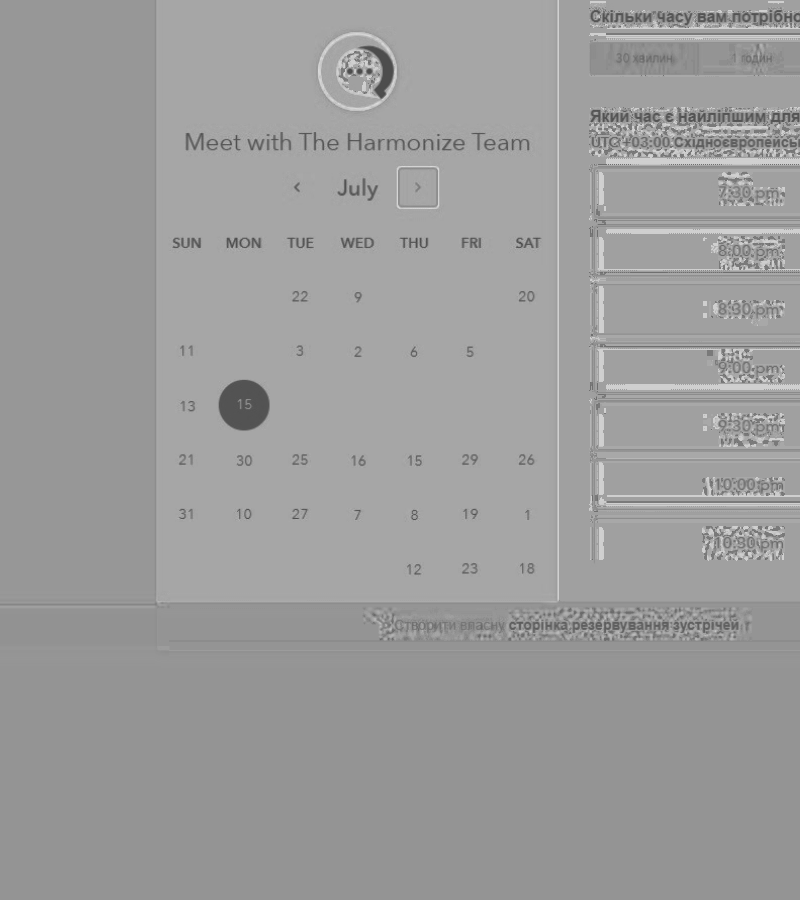 Meet with The Harmonize Team
July
SUN MON TUE WED THU FRI SAT
22 9 20
11 3 2 6 5
13 15
21 30 25 16 15 29 26
31 10 27 7 8 19 1
12 23 18
Скільки часу вам потрібно
30 хвилин 1 годин
Який час є найліпшим для
UTC +03:00 Східноєвропейськ
7:30 pm
8:00 pm
8:30 pm
9:00 pm
9:30 pm
10:00 pm
10:30 pm
Створити власну сторінка резервування зустрічей